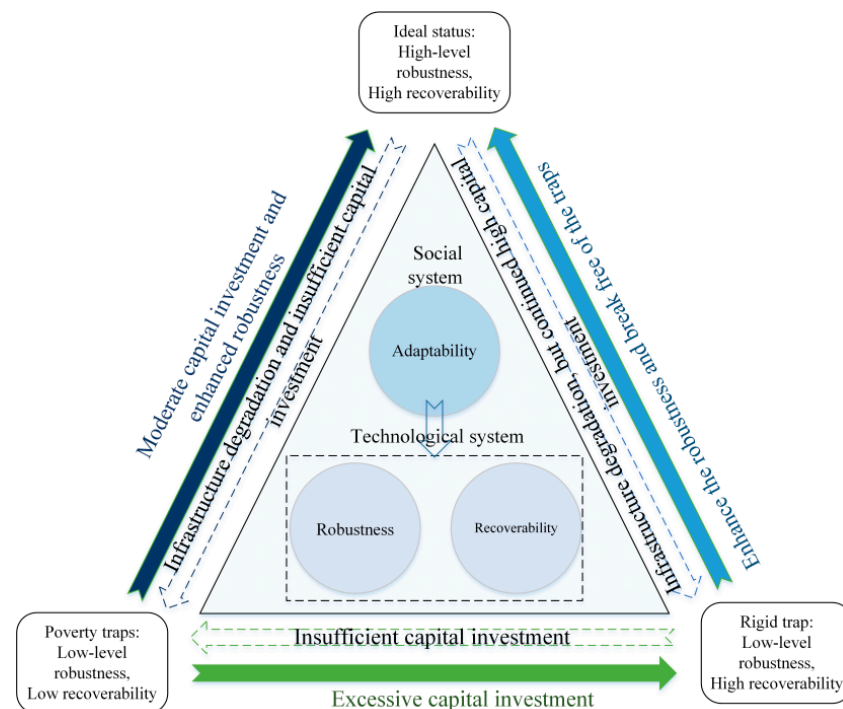 Ideal status:
High-level
robustness,
High recoverability
Moderate capital investment and
enhanced robustness
Infrastructure degradation and insufficient capital
investment
Infrastructure degradation, but continued high capital
investment
Enhance the robustness and break free of the traps
Social
system
Adaptability
Technological system
Robustness
Recoverability
Poverty traps:
Low-level
robustness,
Low recoverability
Insufficient capital investment
Excessive capital investment
Rigid trap:
Low-level
robustness,
High recoverability